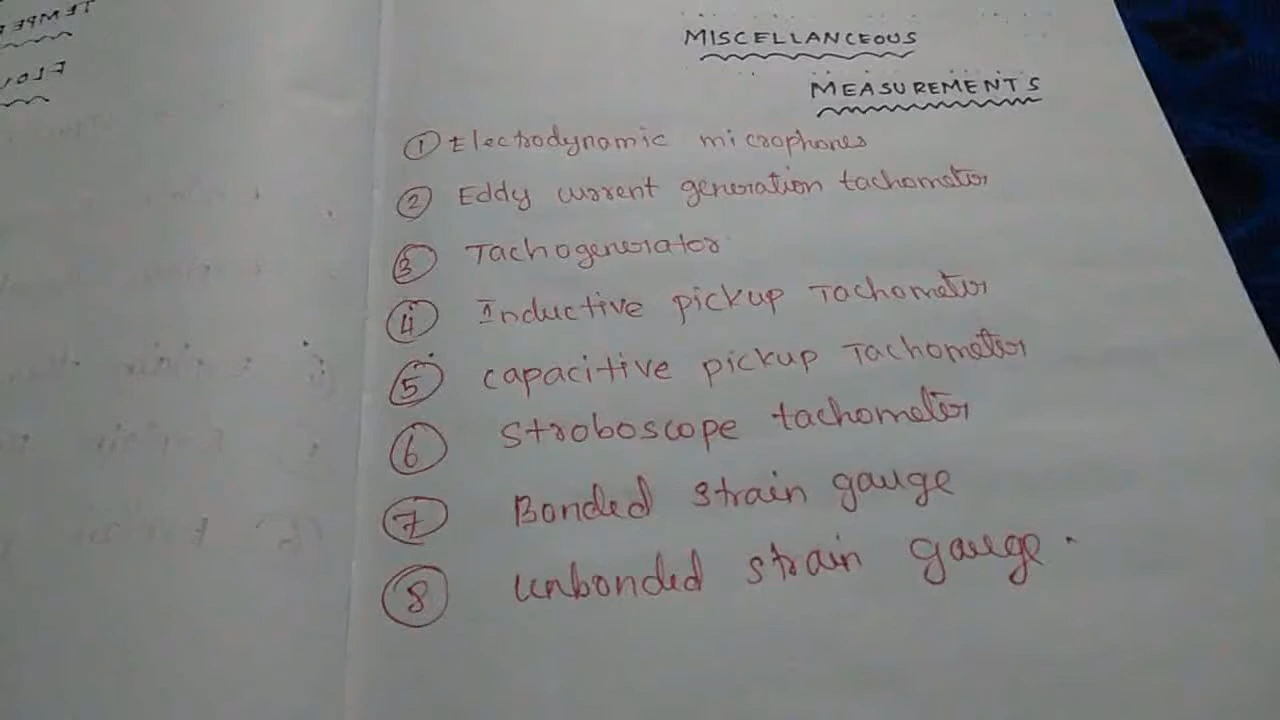 MISCELLANCEOUS
MEASUREMENTS
① Electrodynamic microphones
② Eddy current generation tachometer
③ Tachogenerator
④ Inductive pickup Tachometer
⑤ capacitive pickup Tachometer
⑥ stroboscope tachometer
⑦ Bonded strain gauge
⑧ unbonded strain gauge.